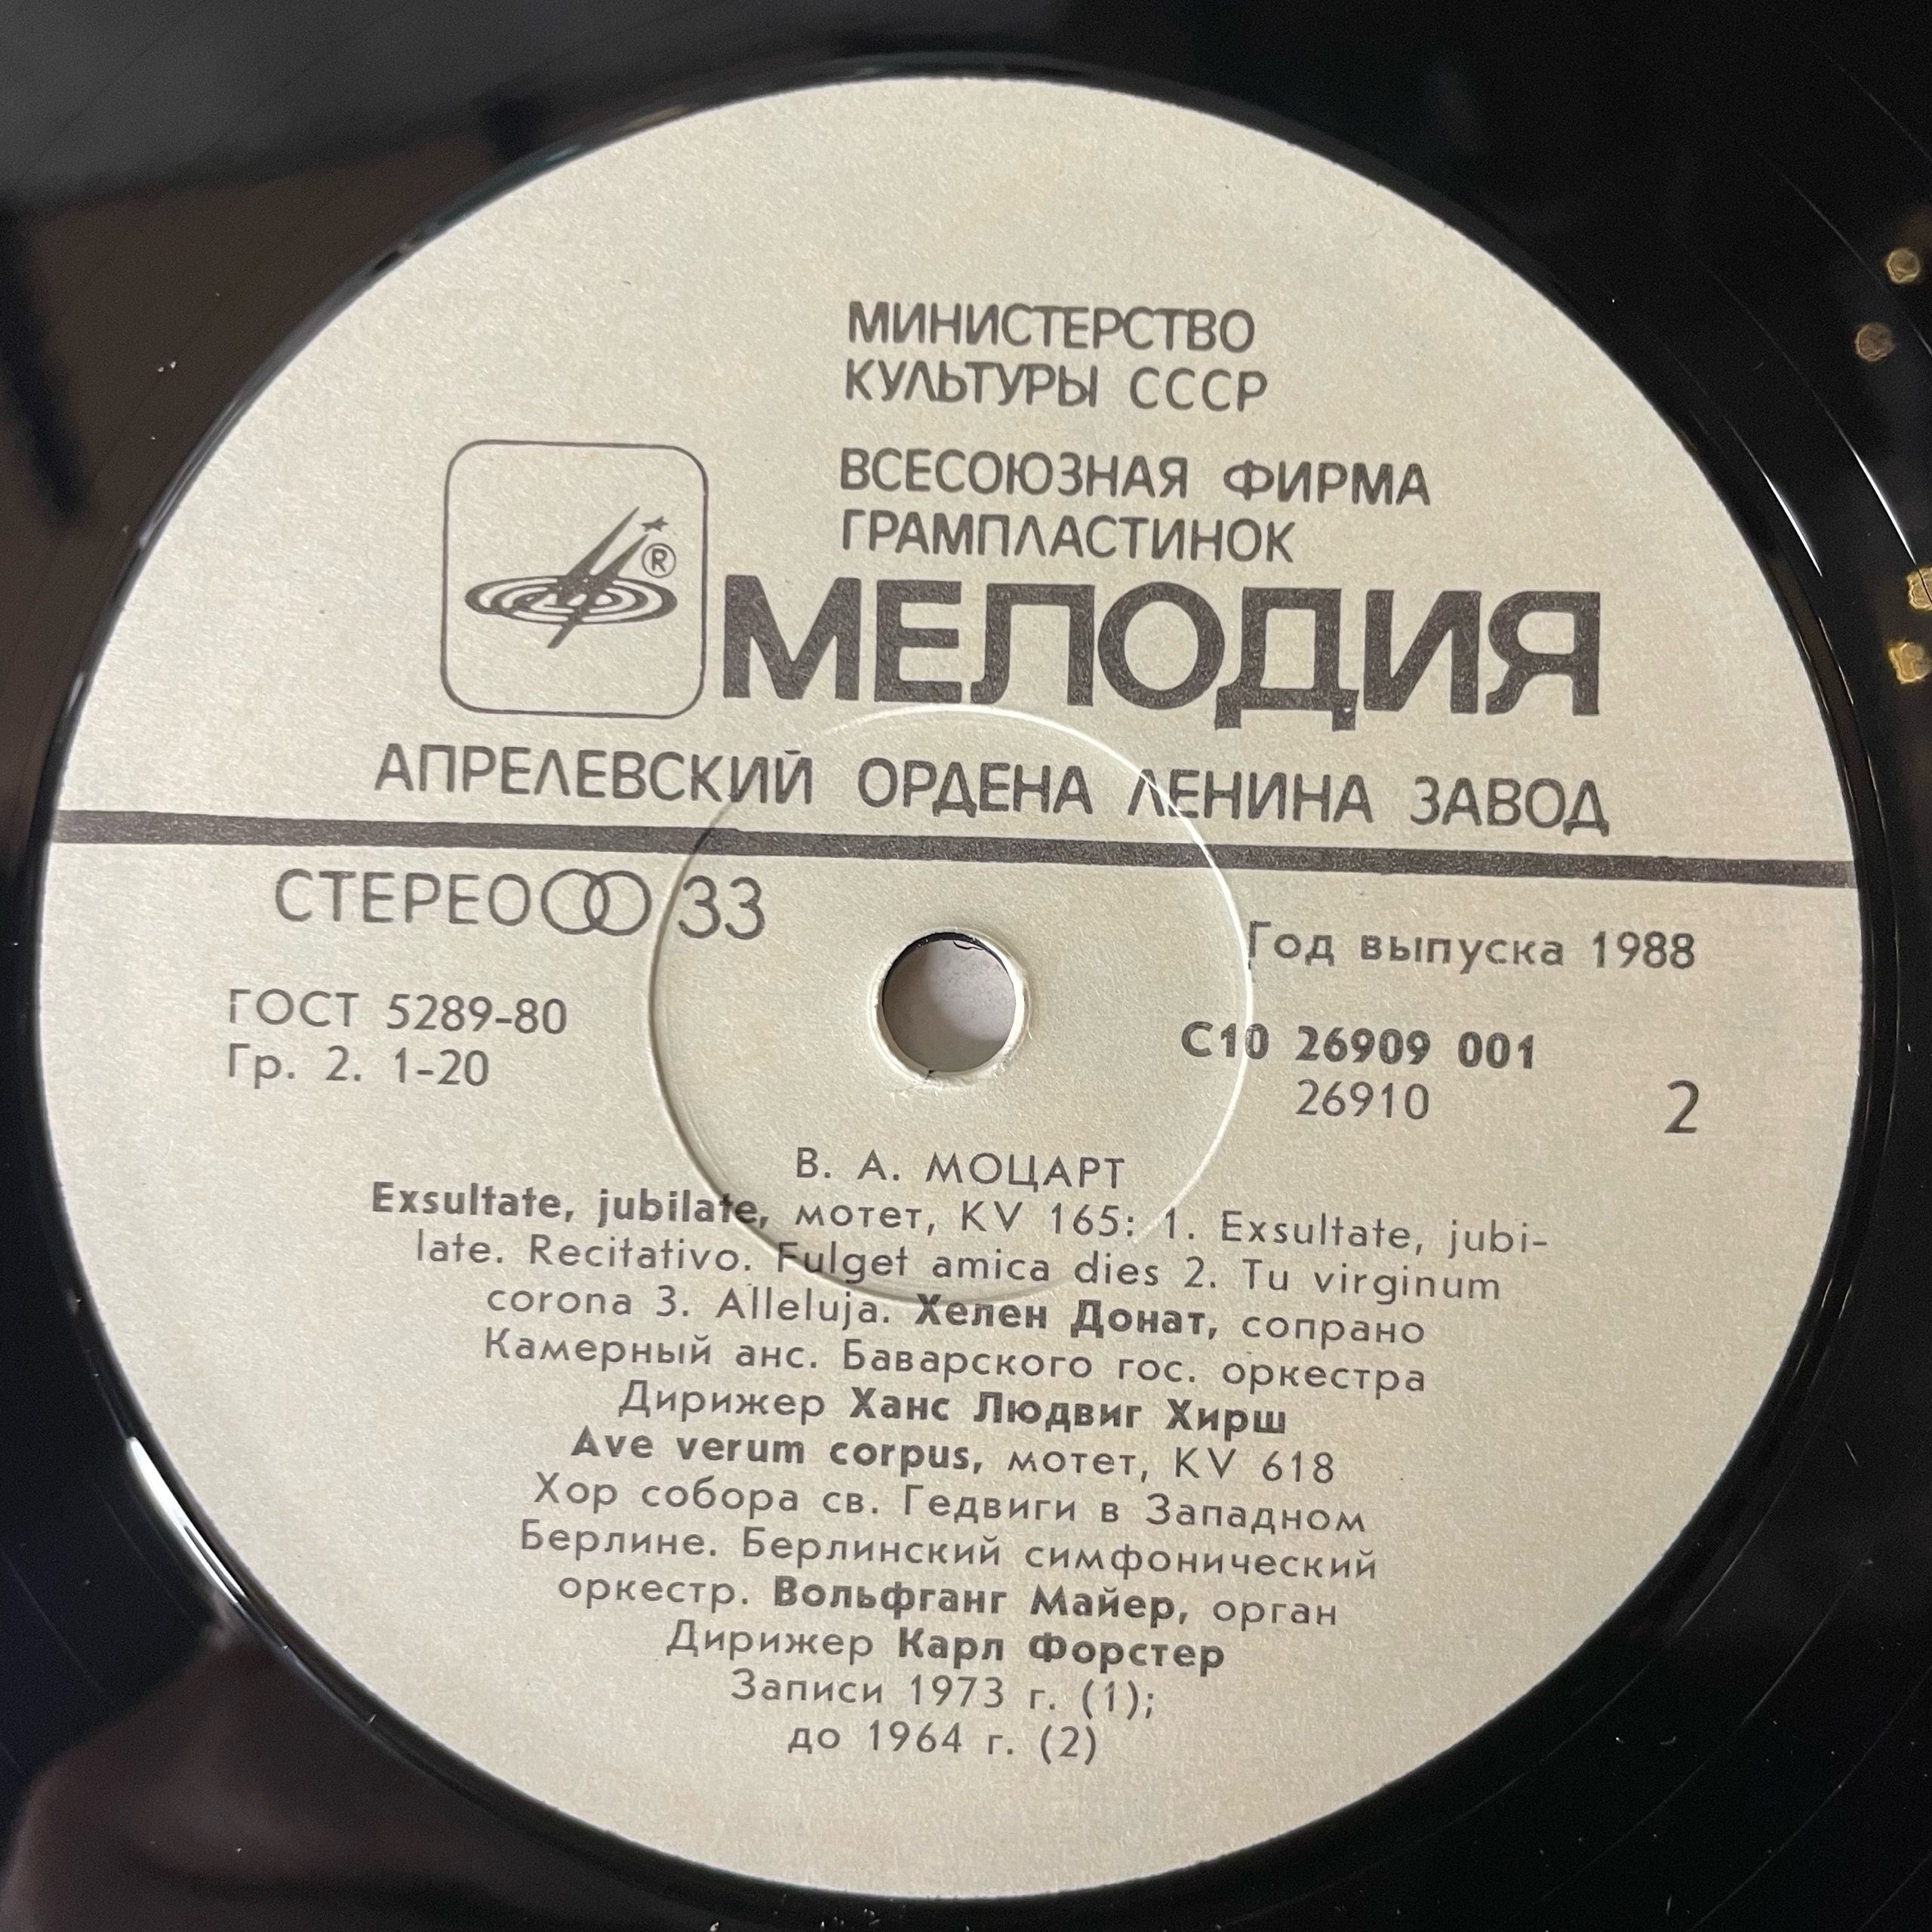 МИНИСТЕРСТВО
КУЛЬТУРЫ СССР
ВСЕСОЮЗНАЯ ФИРМА
ГРАМПЛАСТИНОК
®
МЕЛОДИЯ
АПРЕЛЕВСКИЙ ОРДЕНА ЛЕНИНА ЗАВОД
СТЕРЕО 33
Год выпуска 1988
ГОСТ 5289-80
Гр. 2. 1-20
С10 26909 001
26910
2
В. А. МОЦАРТ
Exsultate, jubilate, мотет, KV 165: 1. Exsultate, jubi-
late. Recitativo. Fulget amica dies 2. Tu virginum
corona 3. Alleluja. Хелен Донат, сопрано
Камерный анс. Баварского гос. оркестра
Дирижер Ханс Людвиг Хирш
Ave verum corpus, мотет, KV 618
Хор собора св. Гедвиги в Западном
Берлине. Берлинский симфонический
оркестр. Вольфганг Майер, орган
Дирижер Карл Форстер
Записи 1973 г. (1);
до 1964 г. (2)